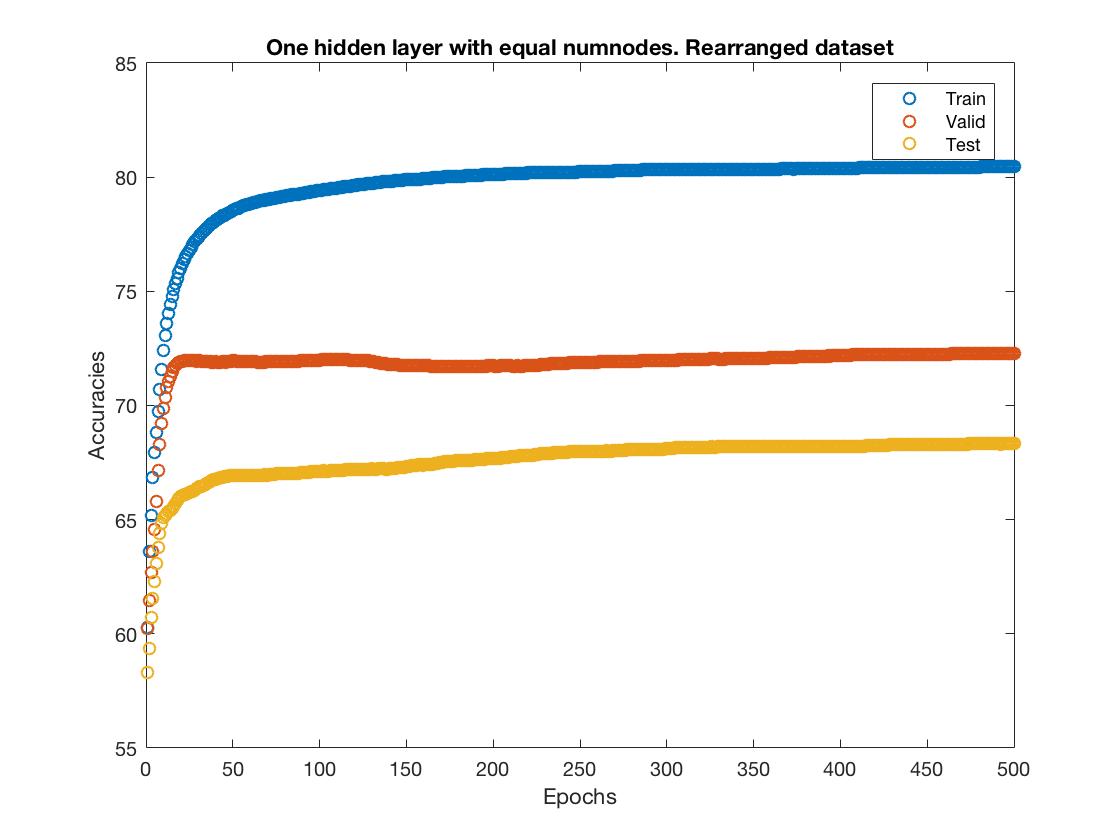 One hidden layer with equal numnodes. Rearranged dataset
85
80
75
70
65
60
55
Accuracies
Train
Valid
Test
0 50 100 150 200 250 300 350 400 450 500
Epochs